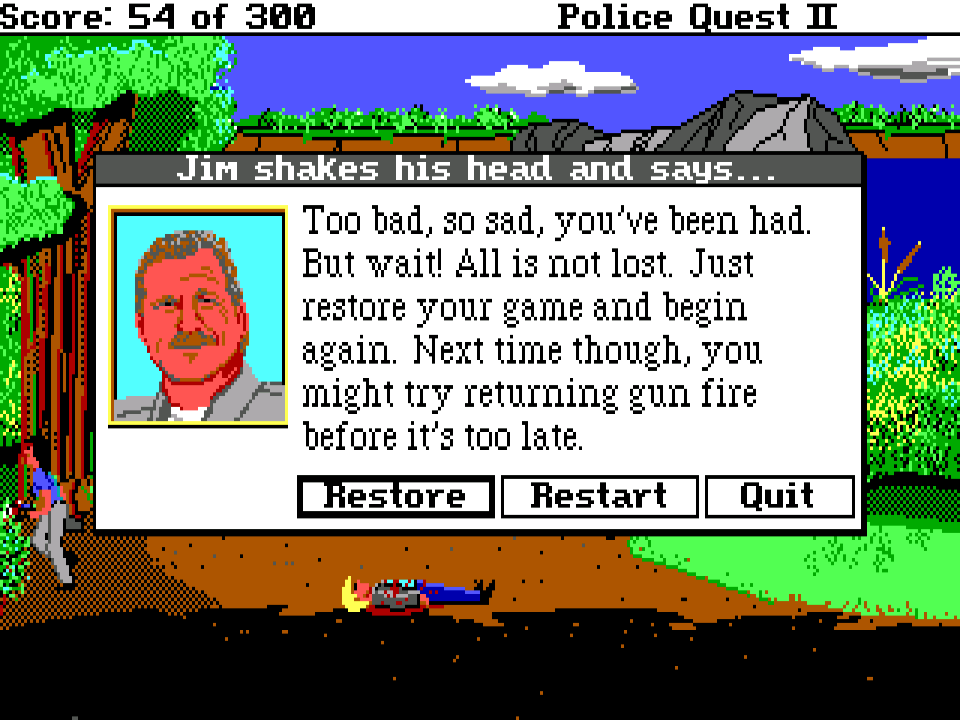 Score: 54 of 300 Police Quest II
Jim shakes his head and says...
Too bad, so sad, you've been had.
But wait! All is not lost. Just
restore your game and begin
again. Next time though, you
might try returning gun fire
before it's too late.
Restore Restart Quit